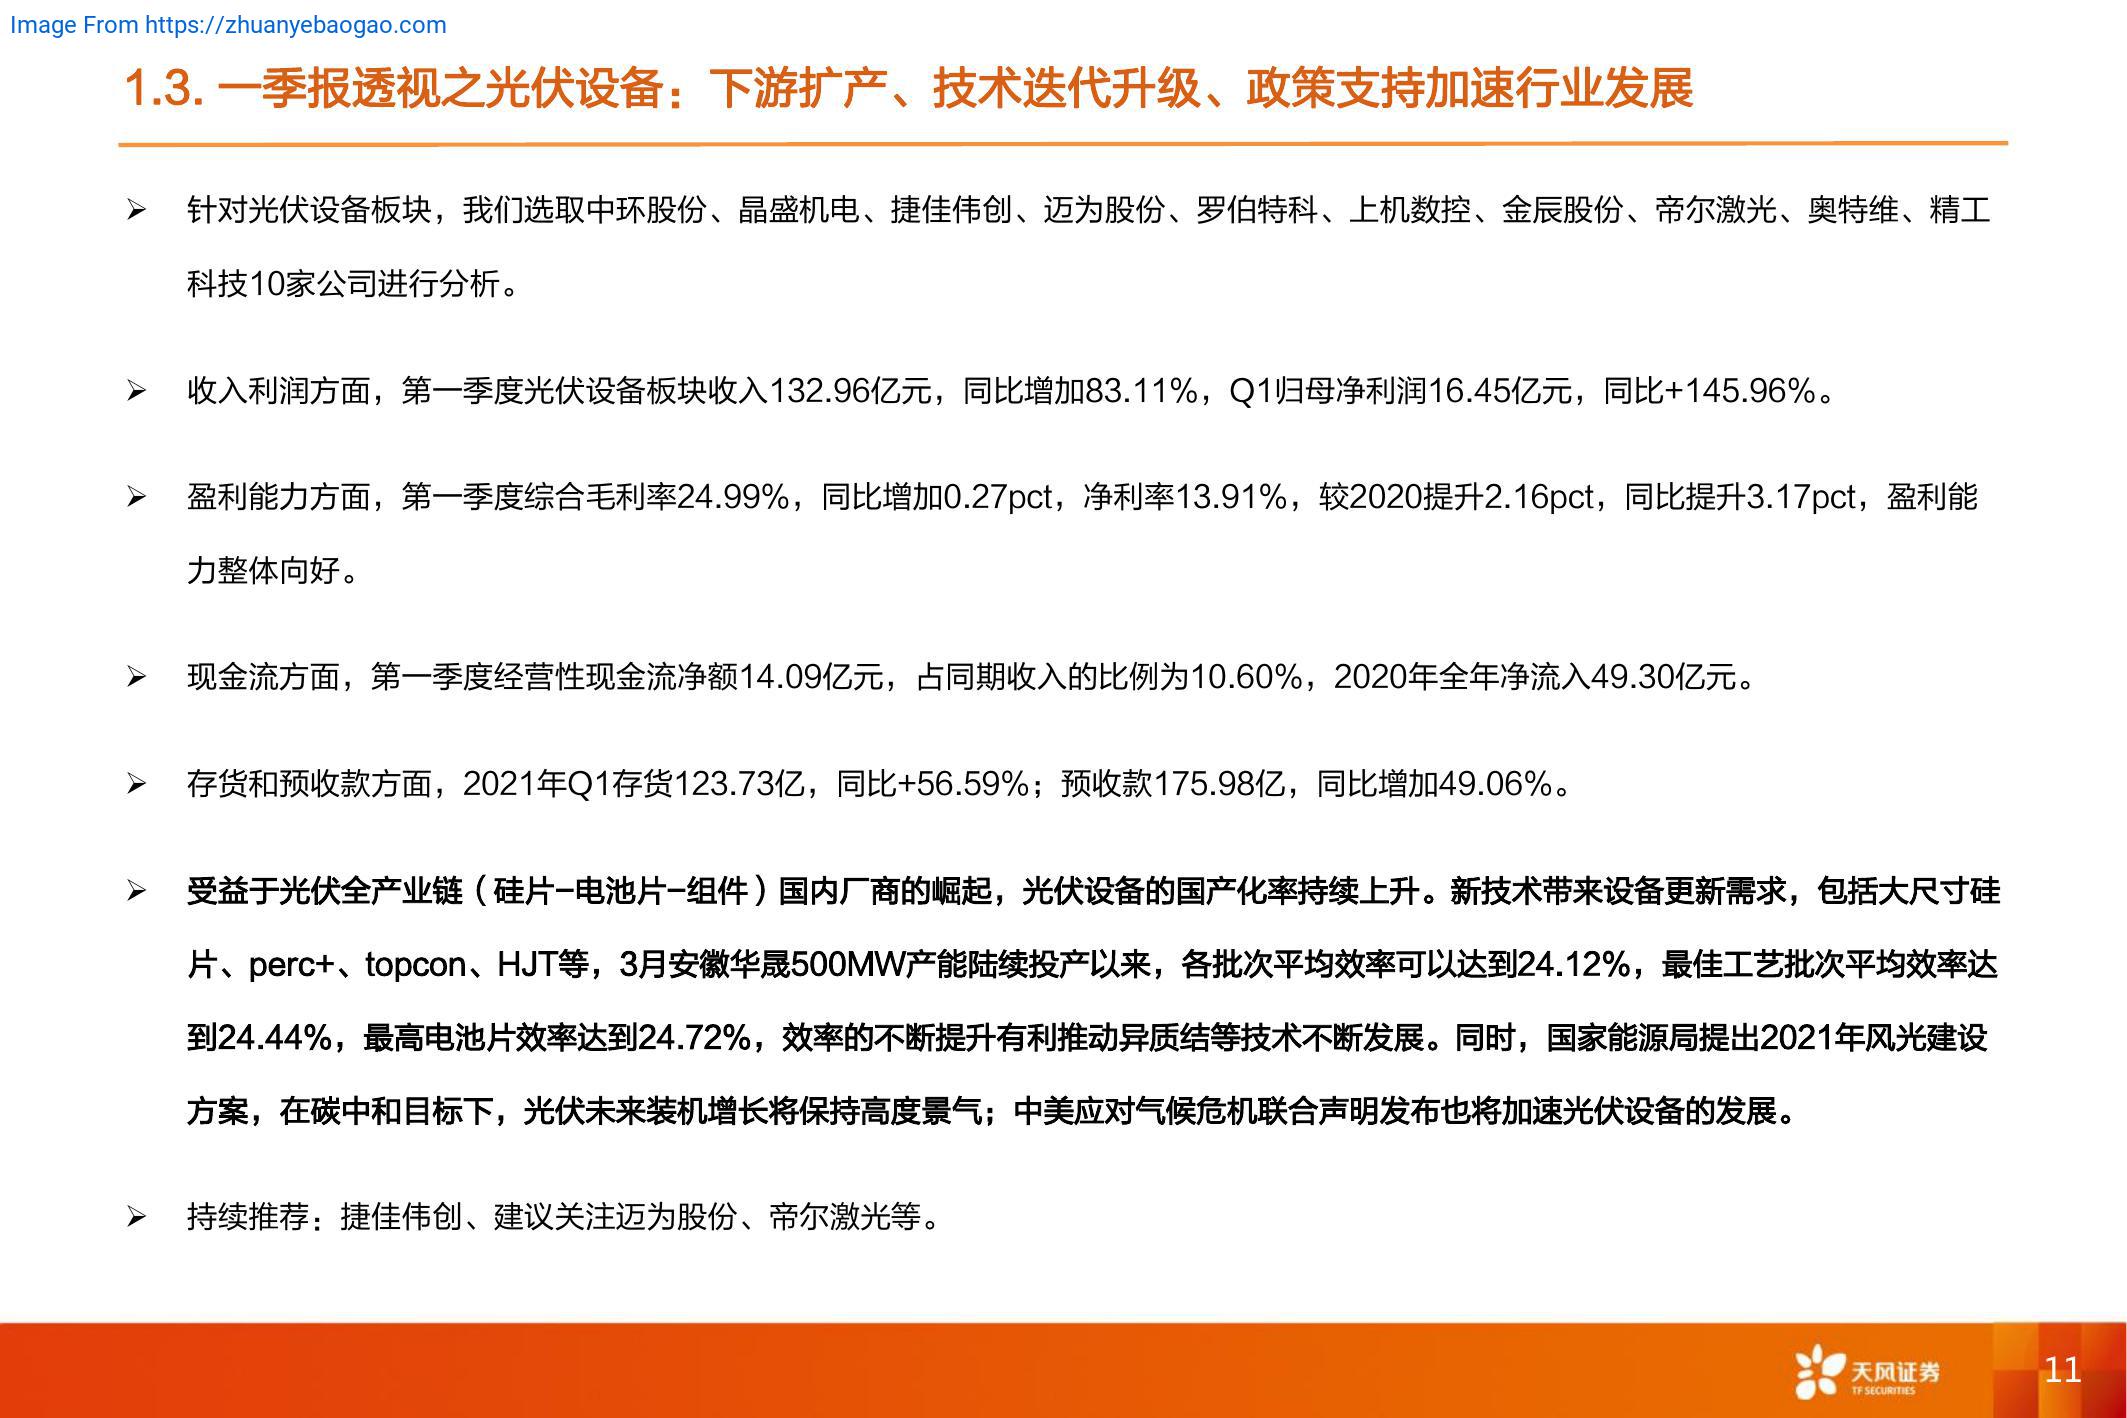 Image From https://zhuanyebaogao.com
1.3. 一季报透视之光伏设备：下游扩产、技术迭代升级、政策支持加速行业发展
➢ 针对光伏设备板块，我们选取中环股份、晶盛机电、捷佳伟创、迈为股份、罗伯特科、上机数控、金辰股份、帝尔激光、奥特维、精工
科技10家公司进行分析。
➢ 收入利润方面，第一季度光伏设备板块收入132.96亿元，同比增加83.11%，Q1归母净利润16.45亿元，同比+145.96%。
➢ 盈利能力方面，第一季度综合毛利率24.99%，同比增加0.27pct，净利率13.91%，较2020提升2.16pct，同比提升3.17pct，盈利能
力整体向好。
➢ 现金流方面，第一季度经营性现金流净额14.09亿元，占同期收入的比例为10.60%，2020年全年净流入49.30亿元。
➢ 存货和预收款方面，2021年Q1存货123.73亿，同比+56.59%；预收款175.98亿，同比增加49.06%。
➢ 受益于光伏全产业链（硅片–电池片–组件）国内厂商的崛起，光伏设备的国产化率持续上升。新技术带来设备更新需求，包括大尺寸硅
片、perc+、topcon、HJT等，3月安徽华晟500MW产能陆续投产以来，各批次平均效率可以达到24.12%，最佳工艺批次平均效率达
到24.44%，最高电池片效率达到24.72%，效率的不断提升有利推动异质结等技术不断发展。同时，国家能源局提出2021年风光建设
方案，在碳中和目标下，光伏未来装机增长将保持高度景气；中美应对气候危机联合声明发布也将加速光伏设备的发展。
➢ 持续推荐：捷佳伟创、建议关注迈为股份、帝尔激光等。
天风证券
TF SECURITIES
11